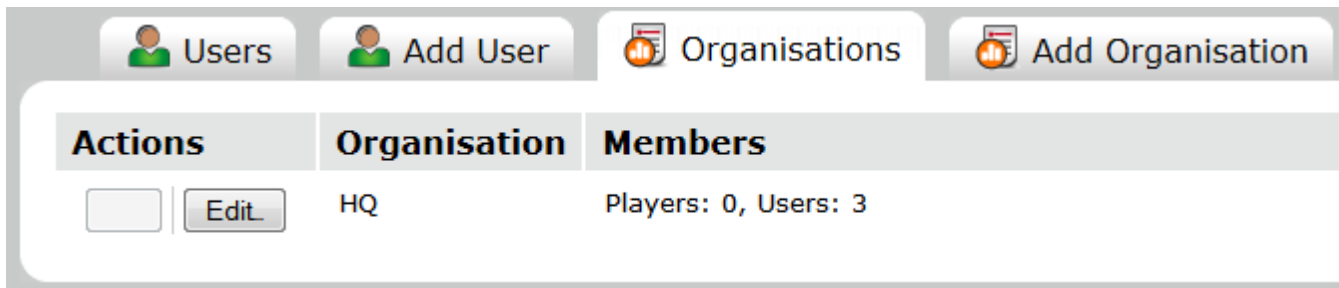 Users Add User Organisations Add Organisation
Actions Organisation Members
Edit.. HQ Players: 0, Users: 3